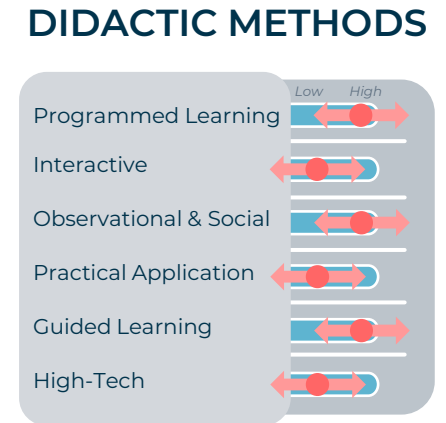 DIDACTIC METHODS
Low High
Programmed Learning
Interactive
Observational & Social
Practical Application
Guided Learning
High-Tech